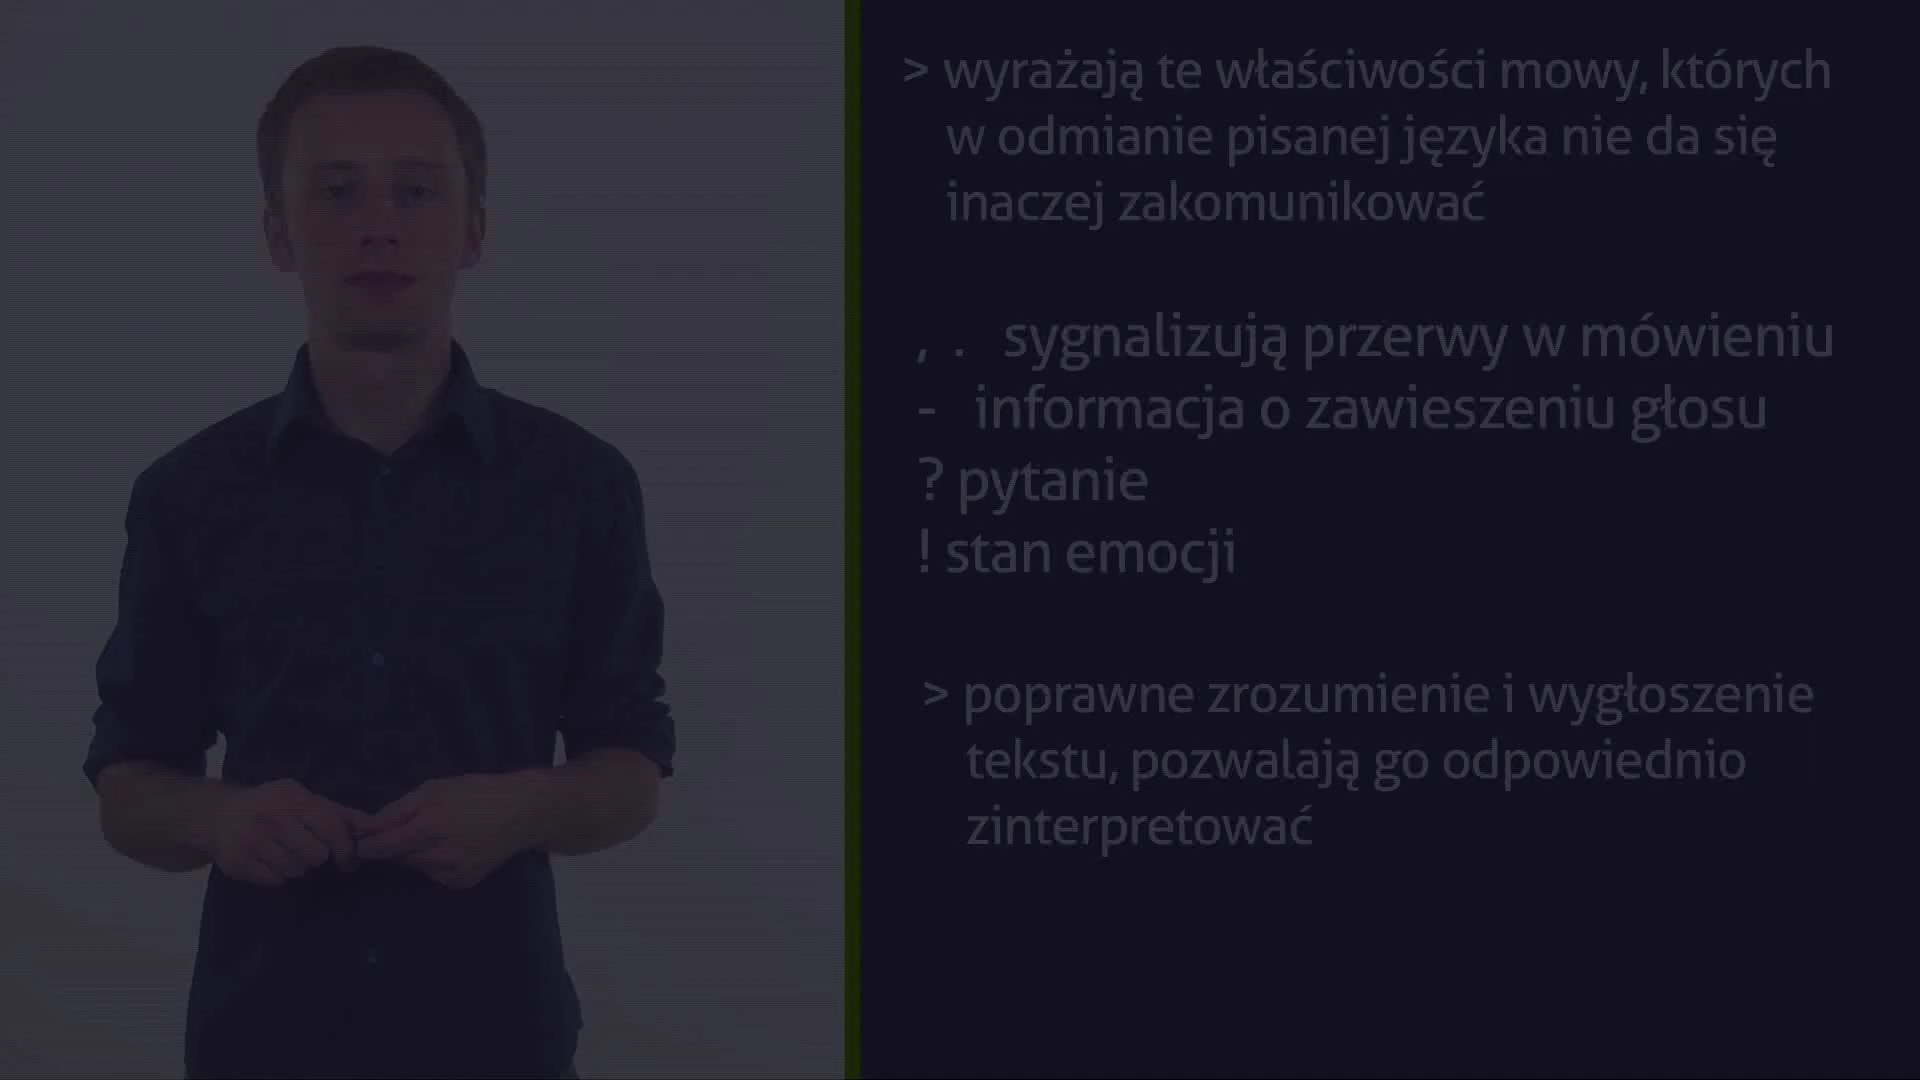 > wyrażają te właściwości mowy, których
w odmianie pisanej języka nie da się
inaczej zakomunikować
, . sygnalizują przerwy w mówieniu
- informacja o zawieszeniu głosu
? pytanie
! stan emocji
> poprawne zrozumienie i wygłoszenie
tekstu, pozwalają go odpowiednio
zinterpretować